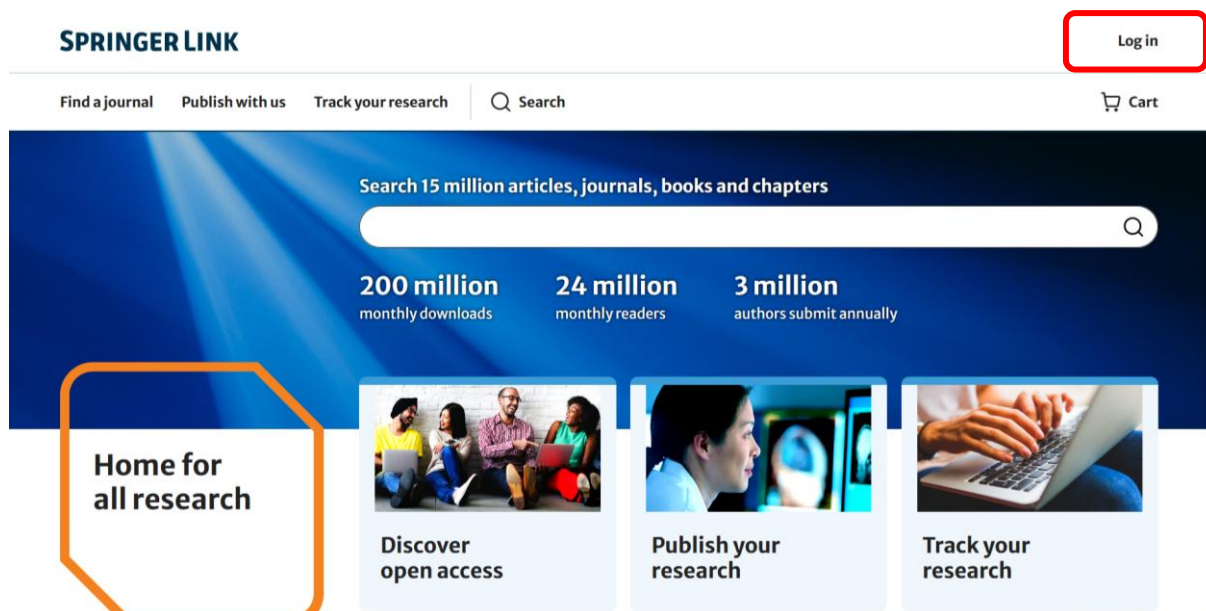 SPRINGER LINK
Log in
Find a journal Publish with us Track your research Search Cart
Search 15 million articles, journals, books and chapters
200 million 24 million 3 million
monthly downloads monthly readers authors submit annually
Home for
all research
Discover
open access
Publish your
research
Track your
research